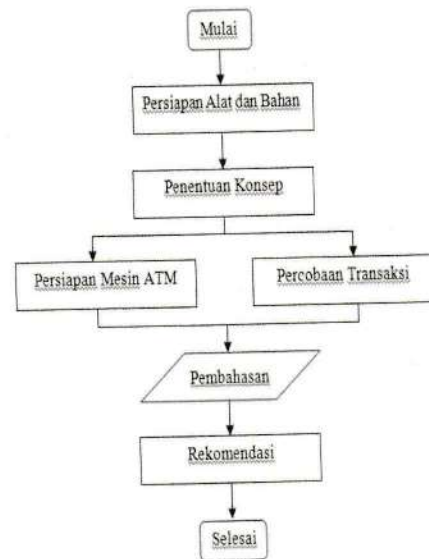 Mulai
Persiapan Alat dan Bahan
Penentuan Konsep
Persiapan Mesin ATM
Percobaan Transaksi
Pembahasan
Rekomendasi
Selesai